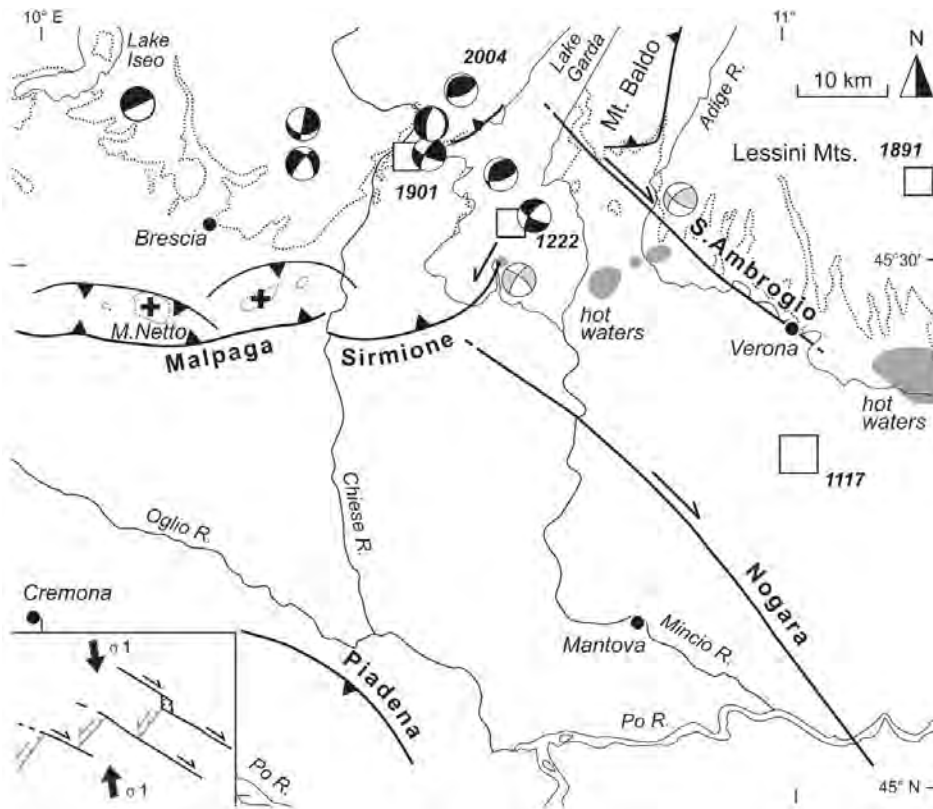 10° E
11°
Lake
Iseo
2004
Lake
Garda
Mt. Baldo
Adige R.
N
10 km
Lessini Mts.
1891
1901
Brescia
1222
S.Ambrogio
45°30'
hot
waters
M.Netto
Malpaga
Sirmione
Verona
hot
waters
1117
Chiese R.
Oglio R.
Nogara
Cremona
Mantova
Mincio R.
Piadena
σ1
Po R.
Po R.
σ1
45° N